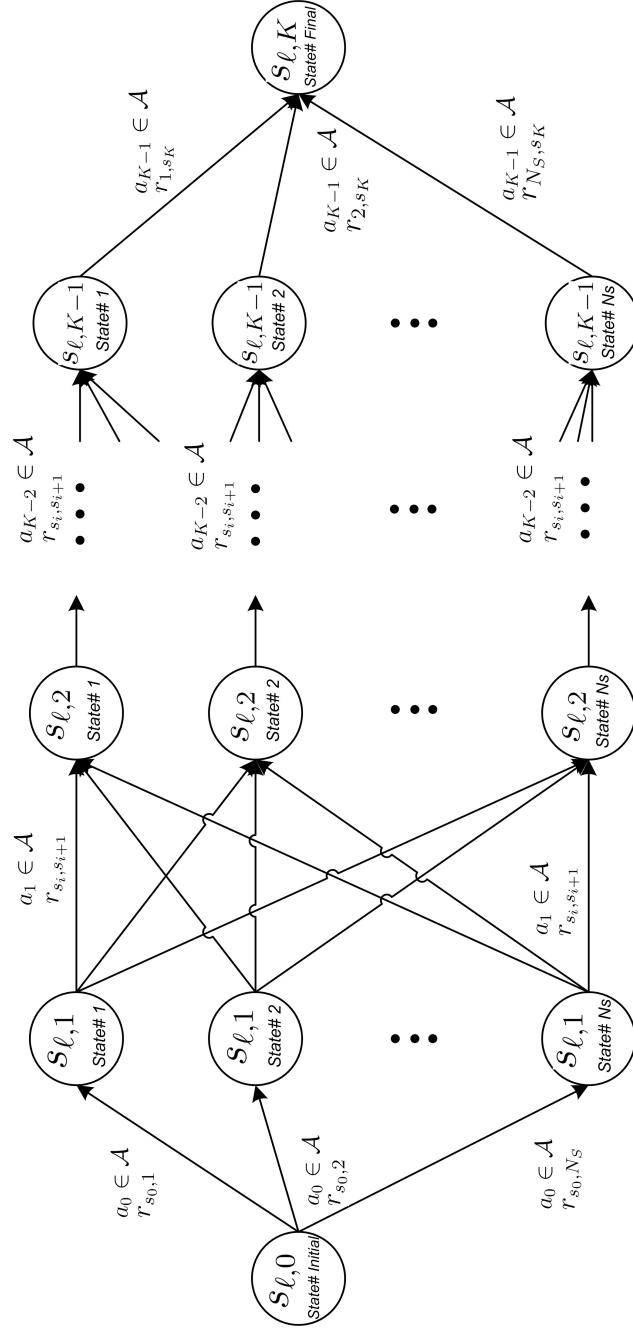 s_{ℓ,0}
State# Initial
a_0 ∈ 𝒜
r_{s_0,1}
a_0 ∈ 𝒜
r_{s_0,2}
a_0 ∈ 𝒜
r_{s_0,N_S}
s_{ℓ,1}
State# 1
s_{ℓ,1}
State# 2
s_{ℓ,1}
State# Ns
a_1 ∈ 𝒜
r_{s_i,s_{i+1}}
a_1 ∈ 𝒜
r_{s_i,s_{i+1}}
s_{ℓ,2}
State# 1
s_{ℓ,2}
State# 2
s_{ℓ,2}
State# Ns
a_{K−2} ∈ 𝒜
r_{s_i,s_{i+1}}
a_{K−2} ∈ 𝒜
r_{s_i,s_{i+1}}
a_{K−2} ∈ 𝒜
r_{s_i,s_{i+1}}
s_{ℓ,K−1}
State# 1
s_{ℓ,K−1}
State# 2
s_{ℓ,K−1}
State# Ns
a_{K−1} ∈ 𝒜
r_{1,s_K}
a_{K−1} ∈ 𝒜
r_{2,s_K}
a_{K−1} ∈ 𝒜
r_{N_S,s_K}
s_{ℓ,K}
State# Final